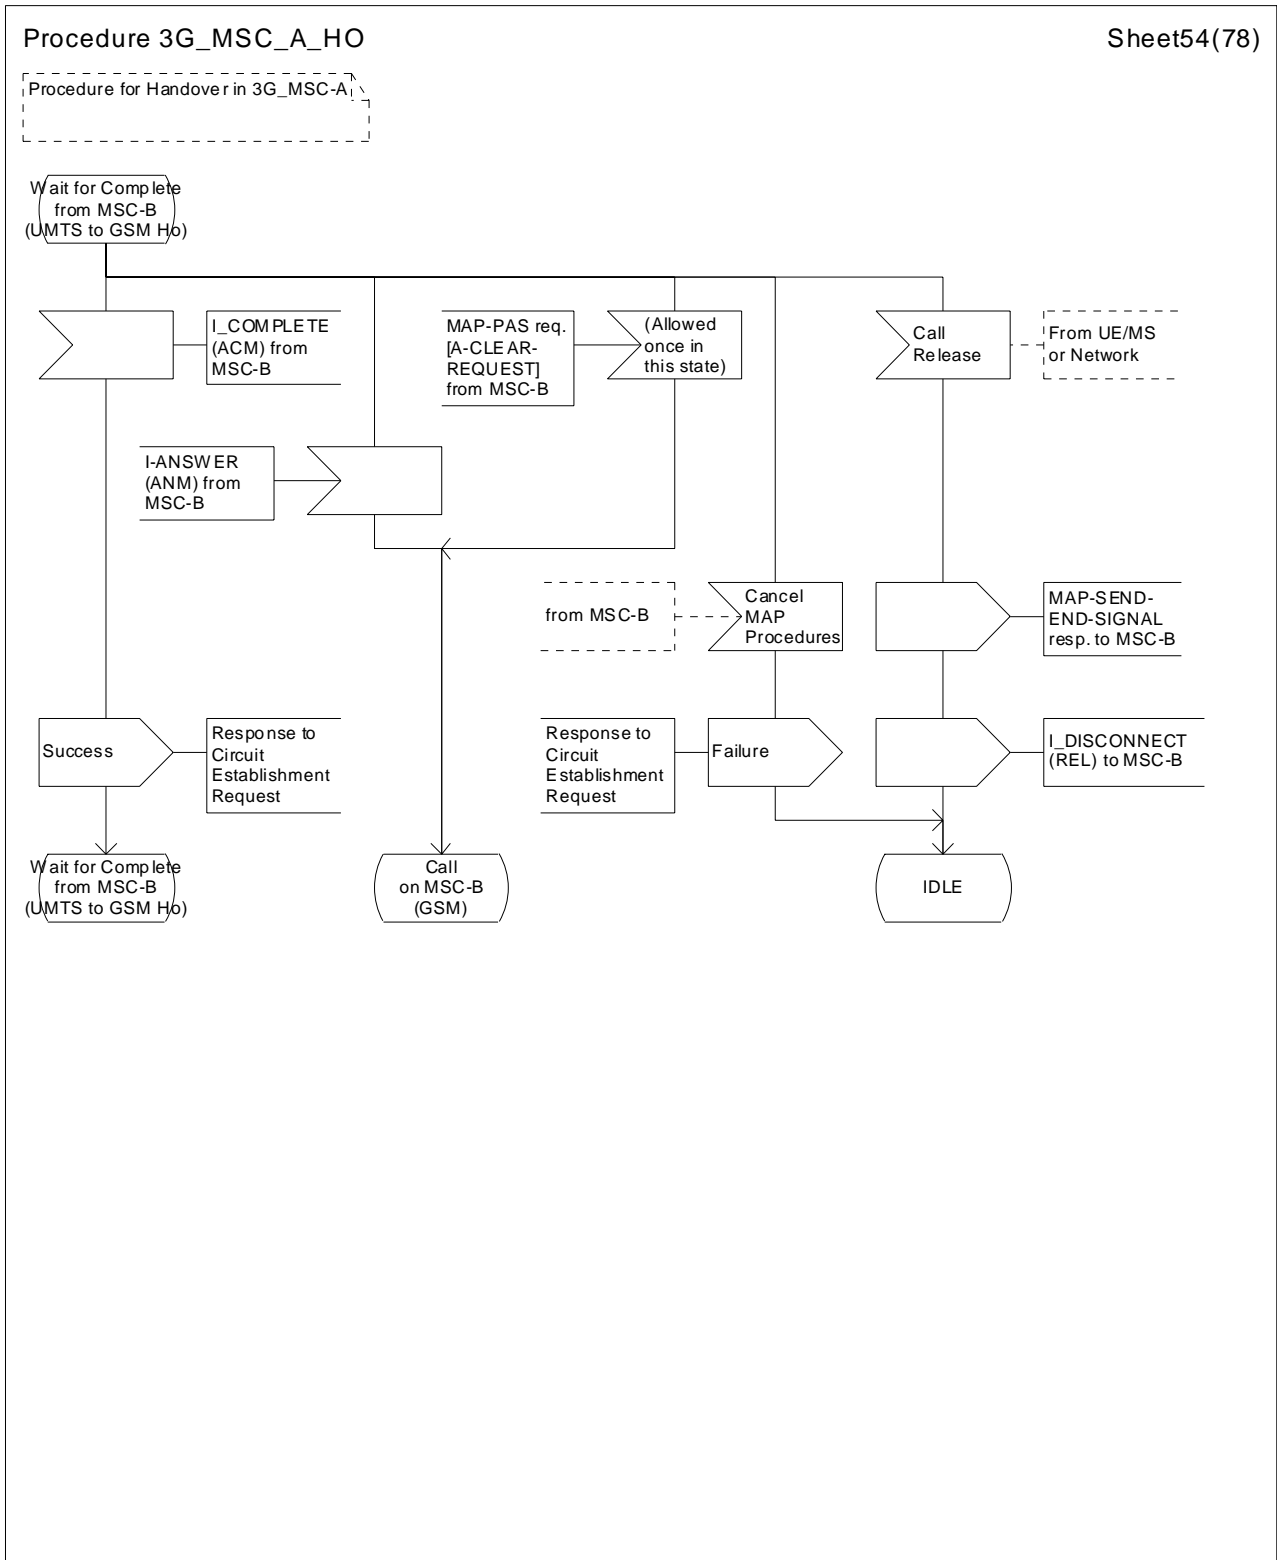 Procedure 3G_MSC_A_HO
Sheet54(78)
Procedure for Handover in 3G_MSC-A
Wait for Complete
from MSC-B
(UMTS to GSM Ho)
I_COMPLETE
(ACM) from
MSC-B
MAP-PAS req.
[A-CLEAR-
REQUEST]
from MSC-B
(Allowed
once in
this state)
Call
Release
From UE/MS
or Network
I-ANSWER
(ANM) from
MSC-B
from MSC-B
Cancel
MAP
Procedures
MAP-SEND-
END-SIGNAL
resp. to MSC-B
Success
Response to
Circuit
Establishment
Request
Response to
Circuit
Establishment
Request
Failure
I_DISCONNECT
(REL) to MSC-B
Wait for Complete
from MSC-B
(UMTS to GSM Ho)
Call
on MSC-B
(GSM)
IDLE